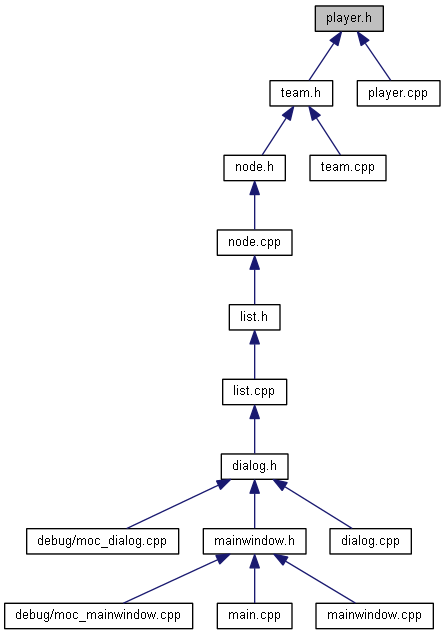 player.h
team.h
player.cpp
node.h
team.cpp
node.cpp
list.h
list.cpp
dialog.h
debug/moc_dialog.cpp
mainwindow.h
dialog.cpp
debug/moc_mainwindow.cpp
main.cpp
mainwindow.cpp